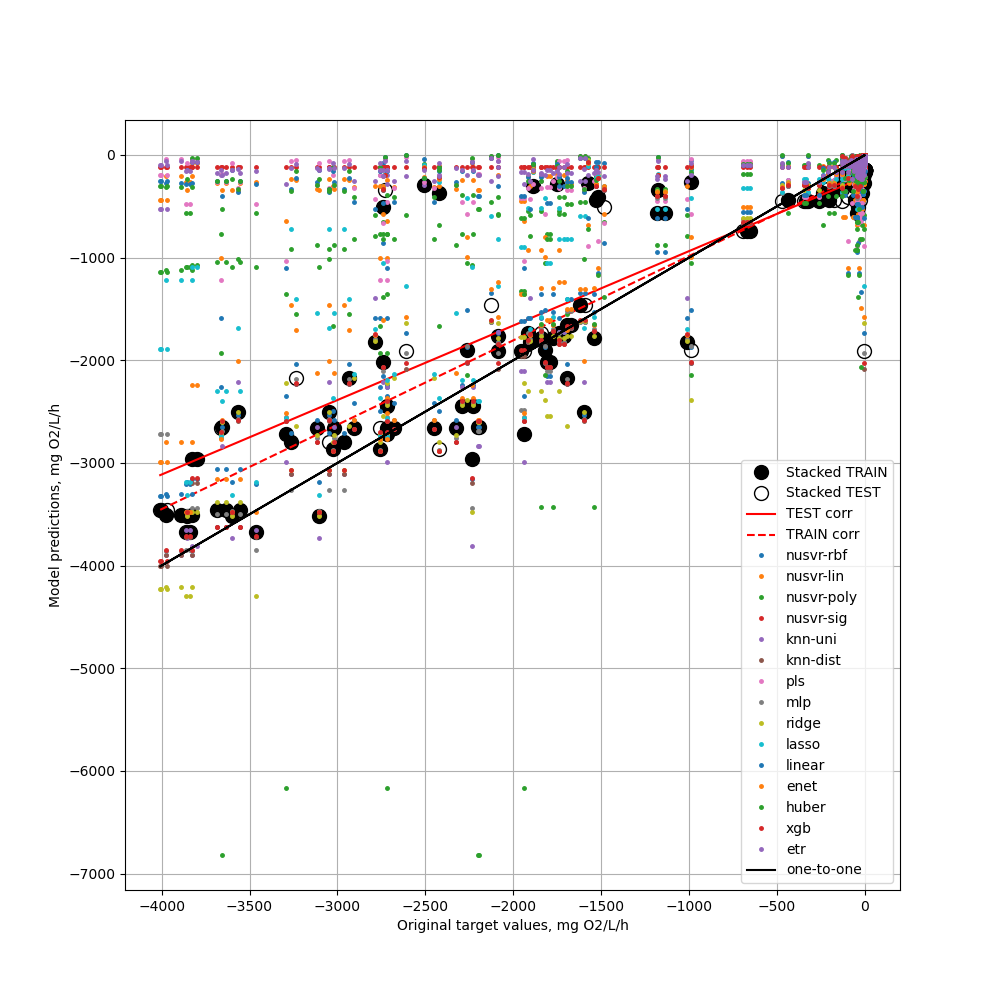 0
−1000
−2000
−3000
−4000
−5000
−6000
−7000
Model predictions, mg O2/L/h
−4000 −3500 −3000 −2500 −2000 −1500 −1000 −500 0
Original target values, mg O2/L/h
Stacked TRAIN
Stacked TEST
TEST corr
TRAIN corr
nusvr-rbf
nusvr-lin
nusvr-poly
nusvr-sig
knn-uni
knn-dist
pls
mlp
ridge
lasso
linear
enet
huber
xgb
etr
one-to-one